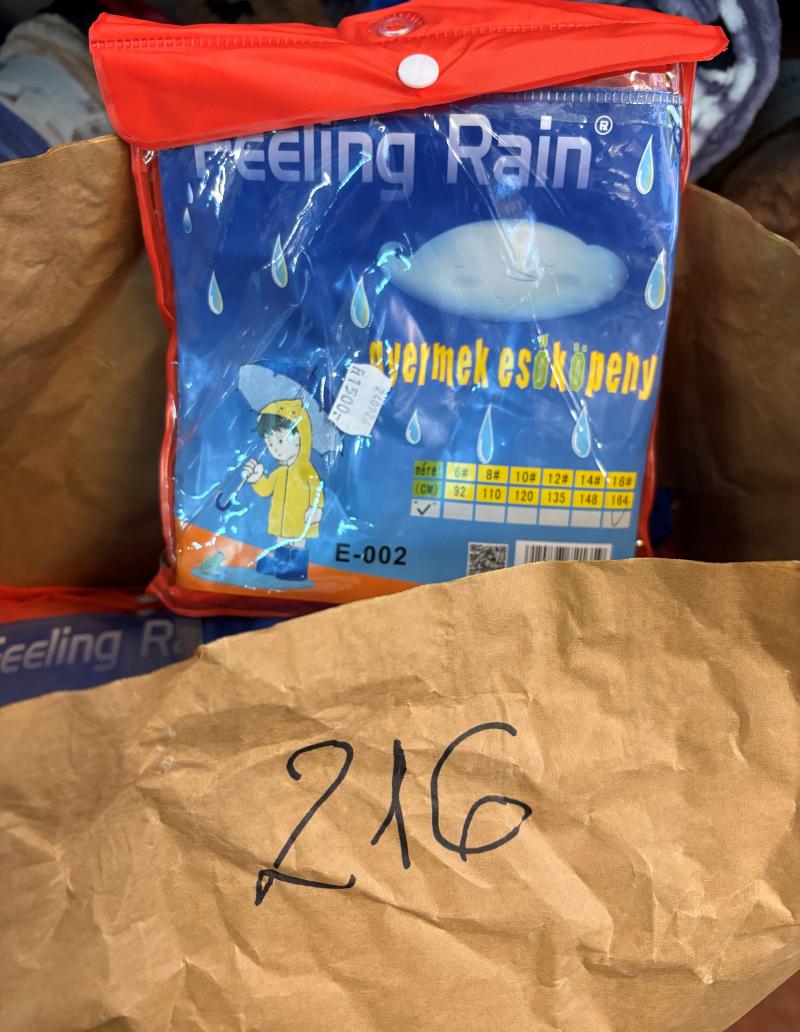 Feeling Rain®
gyermek esőköpeny
Ft 1500.-
240924
méret 6# 8# 10# 12# 14# 16#
(CM) 92 110 120 135 148 164
E-002
Feeling Ra
216